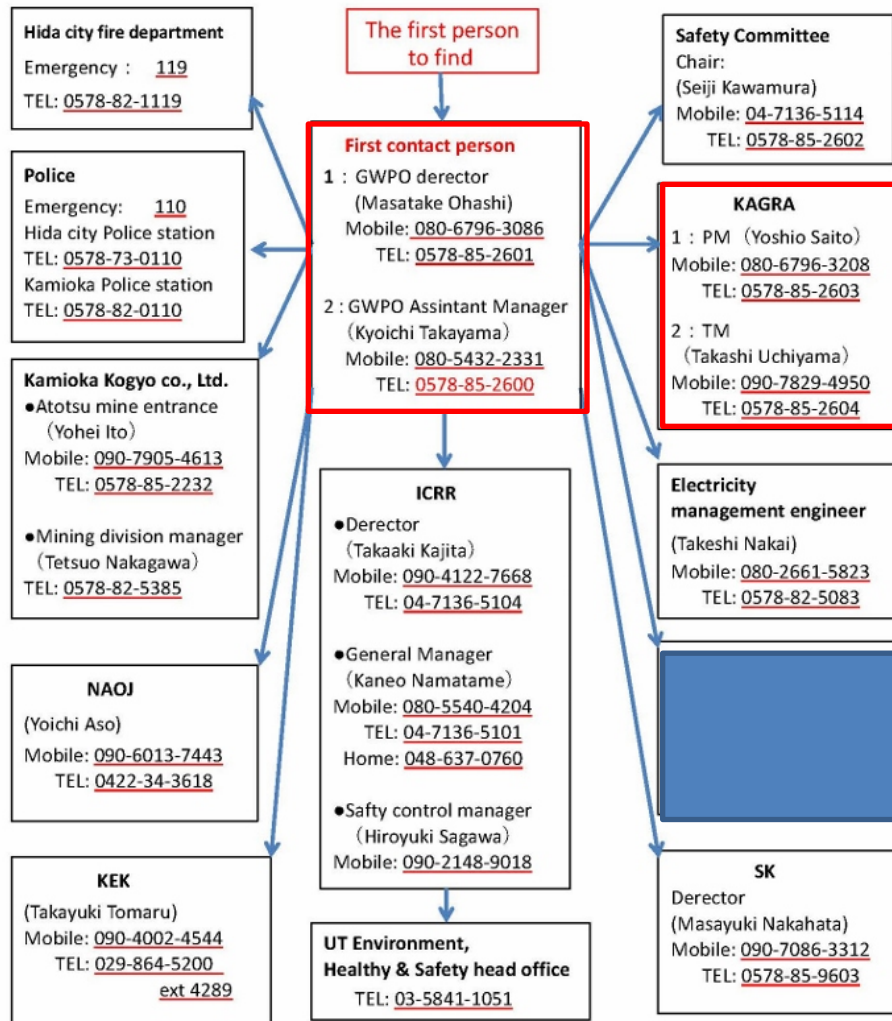 Hida city fire department
Emergency : 119
TEL: 0578-82-1119
Police
Emergency: 110
Hida city Police station
TEL: 0578-73-0110
Kamioka Police station
TEL: 0578-82-0110
Kamioka Kogyo co., Ltd.
●Atotsu mine entrance
（Yohei Ito）
Mobile: 090-7905-4613
TEL: 0578-85-2232
●Mining division manager
（Tetsuo Nakagawa）
TEL: 0578-82-5385
NAOJ
(Yoichi Aso)
Mobile: 090-6013-7443
TEL: 0422-34-3618
KEK
(Takayuki Tomaru)
Mobile: 090-4002-4544
TEL: 029-864-5200
ext 4289
The first person
to find
First contact person
1 : GWPO derector
(Masatake Ohashi)
Mobile: 080-6796-3086
TEL: 0578-85-2601
2 : GWPO Assintant Manager
(Kyoichi Takayama)
Mobile: 080-5432-2331
TEL: 0578-85-2600
ICRR
●Derector
(Takaaki Kajita)
Mobile: 090-4122-7668
TEL: 04-7136-5104
●General Manager
(Kaneo Namatame)
Mobile: 080-5540-4204
TEL: 04-7136-5101
Home: 048-637-0760
●Safty control manager
（Hiroyuki Sagawa）
Mobile: 090-2148-9018
UT Environment,
Healthy & Safety head office
TEL: 03-5841-1051
Safety Committee
Chair:
(Seiji Kawamura)
Mobile: 04-7136-5114
TEL: 0578-85-2602
KAGRA
1 : PM （Yoshio Saito）
Mobile: 080-6796-3208
TEL: 0578-85-2603
2 : TM
(Takashi Uchiyama）
Mobile: 090-7829-4950
TEL: 0578-85-2604
Electricity
management engineer
(Takeshi Nakai)
Mobile: 080-2661-5823
TEL: 0578-82-5083
SK
Derector
(Masayuki Nakahata)
Mobile: 090-7086-3312
TEL: 0578-85-9603